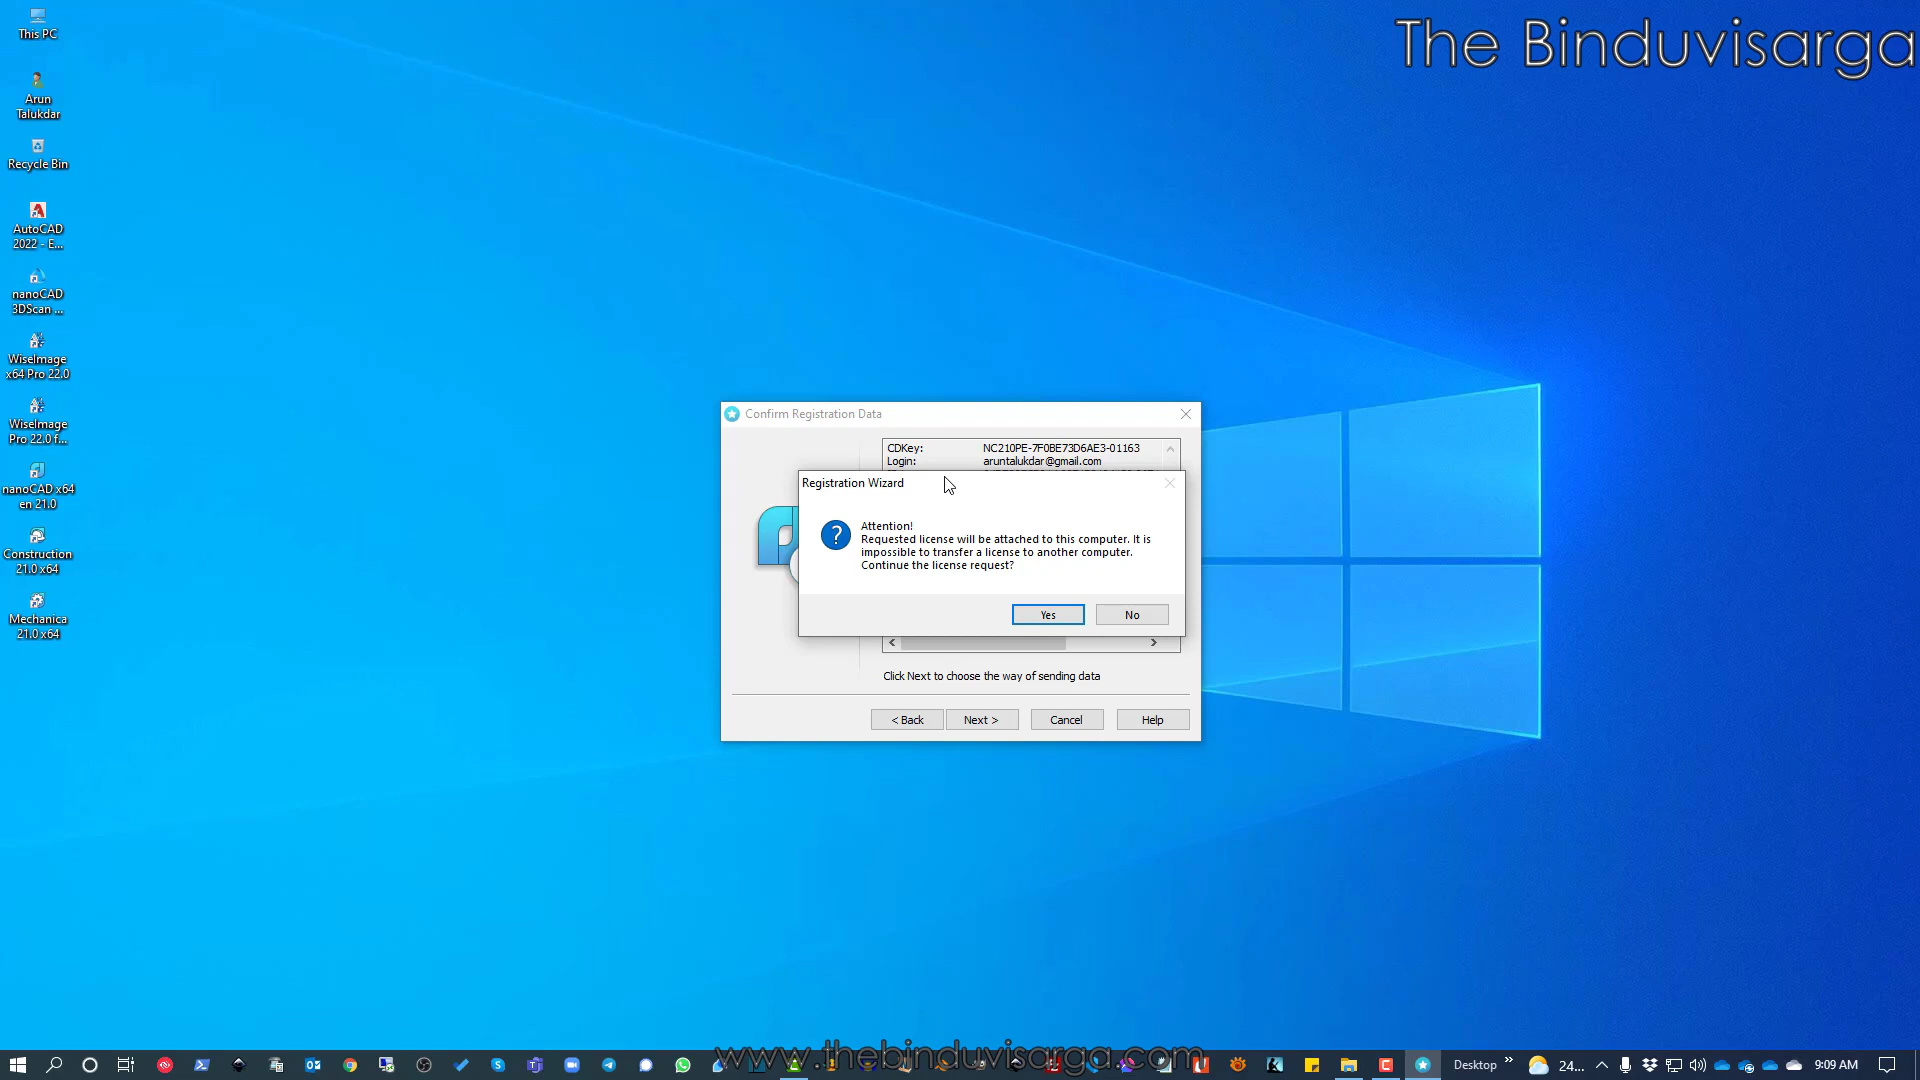 The Binduvisarga
This PC
Arun
Talukdar
Recycle Bin
AutoCAD
2022 - E...
nanoCAD
3DScan ...
WiseImage
x64 Pro 22.0
WiseImage
Pro 22.0 f...
nanoCAD x64
en 21.0
Construction
21.0 x64
Mechanica
21.0 x64
Confirm Registration Data
CDKey: NC210PE-7F0BE73D6AE3-01163
Login: aruntalukdar@gmail.com
Registration Wizard
Attention!
Requested license will be attached to this computer. It is
impossible to transfer a license to another computer.
Continue the license request?
Yes No
Click Next to choose the way of sending data
< Back Next > Cancel Help
www.thebinduvisarga.com
Desktop 24... 9:09 AM